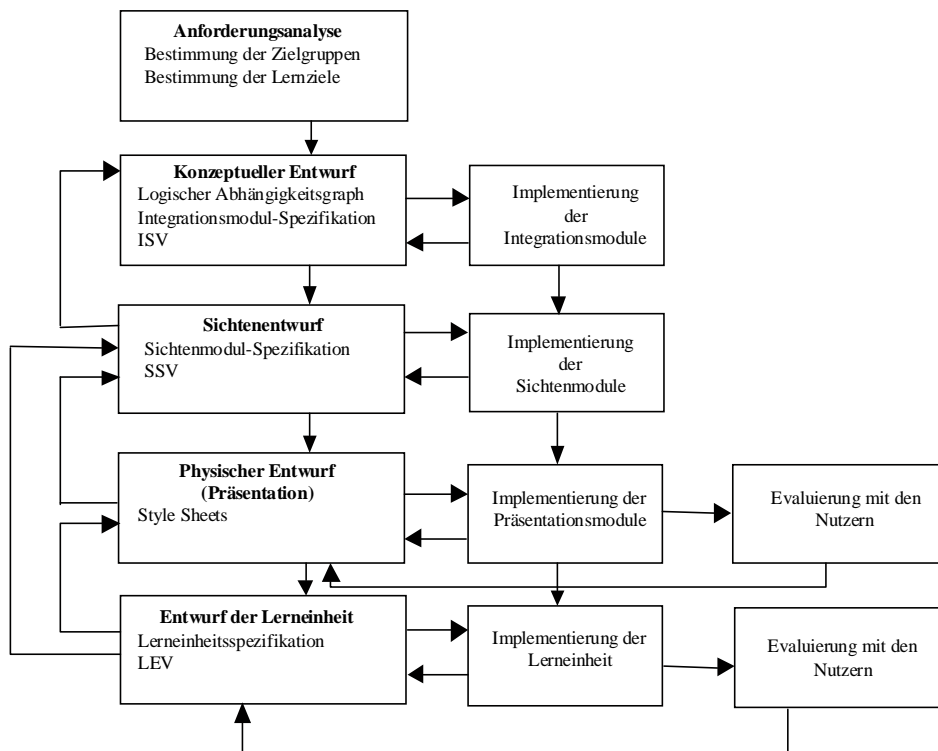 Anforderungsanalyse
Bestimmung der Zielgruppen
Bestimmung der Lernziele
Konzeptueller Entwurf
Logischer Abhängigkeitsgraph
Integrationsmodul-Spezifikation
ISV
Implementierung
der
Integrationsmodule
Sichtenentwurf
Sichtenmodul-Spezifikation
SSV
Implementierung
der
Sichtenmodule
Physischer Entwurf
(Präsentation)
Style Sheets
Implementierung der
Präsentationsmodule
Evaluierung mit den
Nutzern
Entwurf der Lerneinheit
Lerneinheitsspezifikation
LEV
Implementierung der
Lerneinheit
Evaluierung mit den
Nutzern